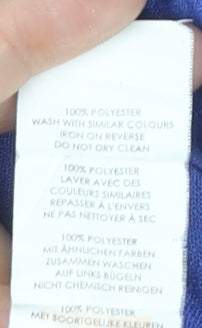 100% POLYESTER
WASH WITH SIMILAR COLOURS
IRON ON REVERSE
DO NOT DRY CLEAN
100% POLYESTER
LAVER AVEC DES
COULEURS SIMILAIRES
REPASSER À L'ENVERS
NE PAS NETTOYER À SEC
100% POLYESTER
MIT ÄHNLICHEN FARBEN
ZUSAMMEN WASCHEN
AUF LINKS BÜGELN
NICHT CHEMISCH REINIGEN
100% POLYESTER
MET SOORTGELIJKE KLEUREN